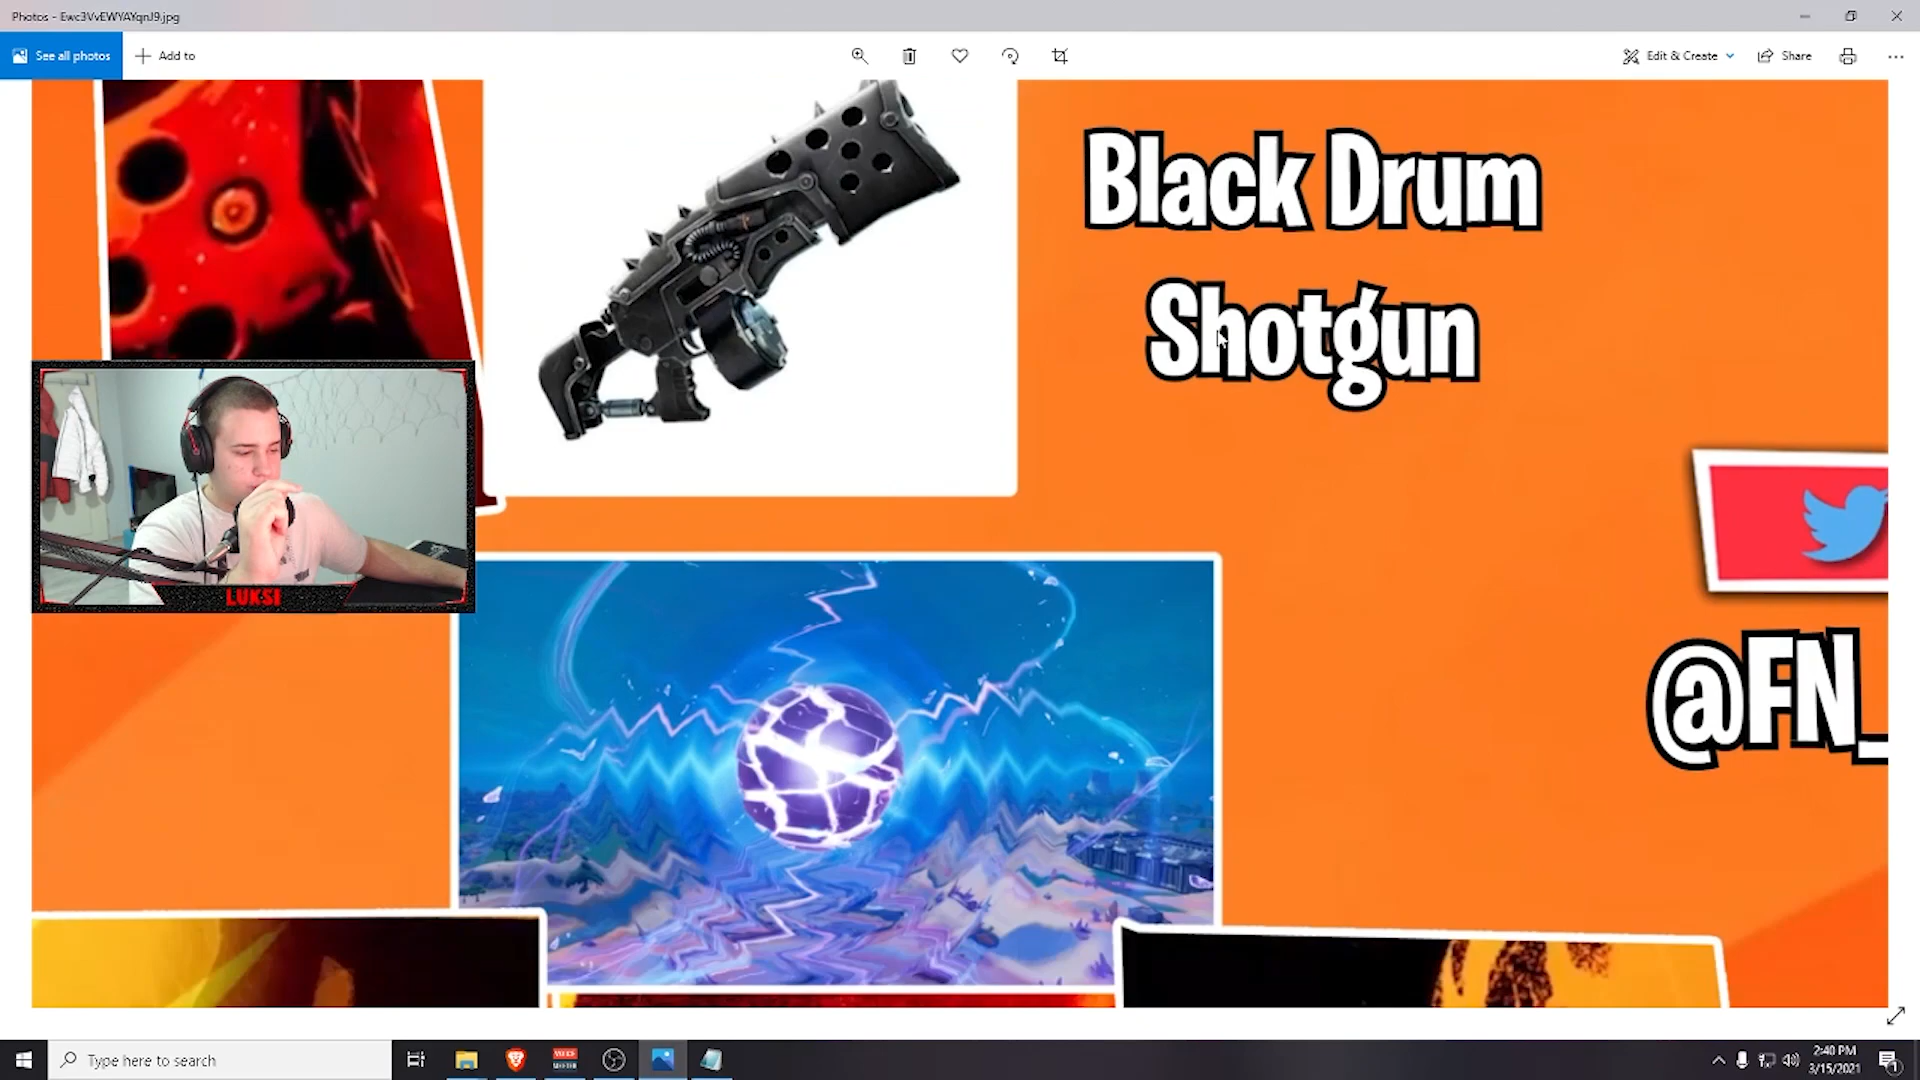 Photos - Ewc3VvEWYAYqnJ9.jpg
See all photos
Add to
Edit & Create
Share
Black Drum
Shotgun
LUKSI
@FN_
Type here to search
2:40 PM
3/15/2021
1